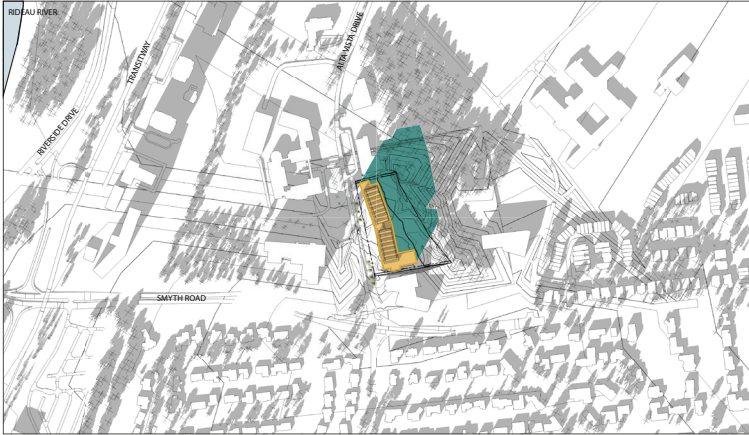 RIDEAU RIVER
TRANSITWAY
ALTA VISTA DRIVE
RIVERSIDE DRIVE
SMYTH ROAD